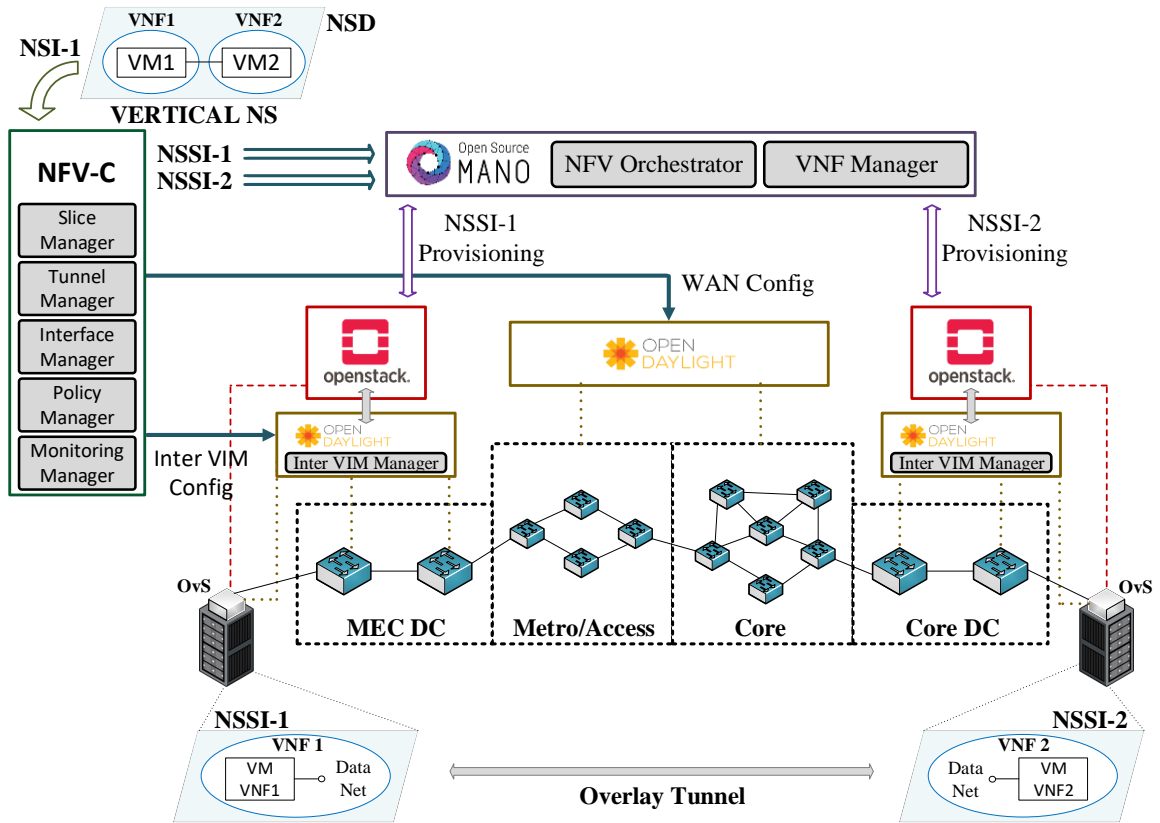 VNF1
VNF2
NSD
NSI-1
VM1
VM2
VERTICAL NS
NFV-C
Slice
Manager
Tunnel
Manager
Interface
Manager
Policy
Manager
Monitoring
Manager
NSSI-1
NSSI-2
Open Source
MANO
NFV Orchestrator
VNF Manager
NSSI-1
Provisioning
NSSI-2
Provisioning
WAN Config
openstack.
OPEN
DAYLIGHT
openstack.
Inter VIM
Config
OPEN
DAYLIGHT
Inter VIM Manager
OPEN
DAYLIGHT
Inter VIM Manager
OvS
OvS
MEC DC
Metro/Access
Core
Core DC
NSSI-1
VNF 1
VM
VNF1
Data
Net
Overlay Tunnel
NSSI-2
VNF 2
Data
Net
VM
VNF2